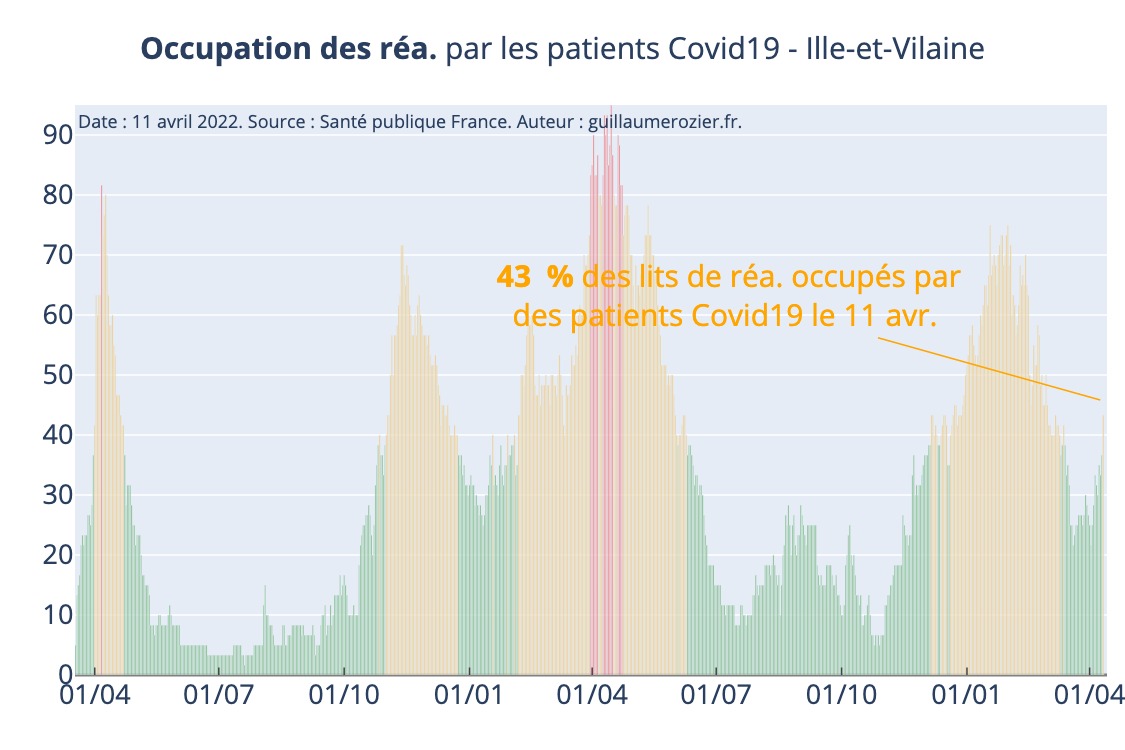 Occupation des réa. par les patients Covid19 - Ille-et-Vilaine
Date : 11 avril 2022. Source : Santé publique France. Auteur : guillaumerozier.fr.
90
80
70
60
50
40
30
20
10
0
43  % des lits de réa. occupés par
des patients Covid19 le 11 avr.
01/04 01/07 01/10 01/01 01/04 01/07 01/10 01/01 01/04